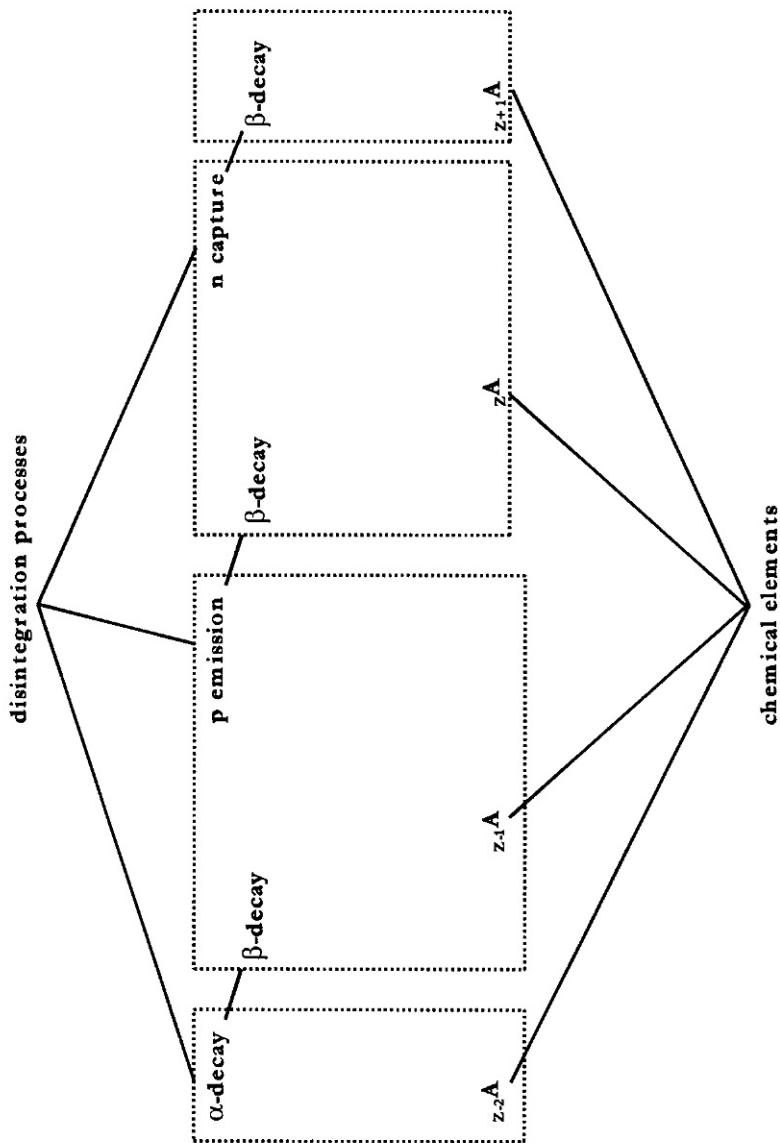 disintegration processes
α-decay
β-decay
p emission
β-decay
n capture
β-decay
z-2A
z-1A
zA
z+1A
chemical elements